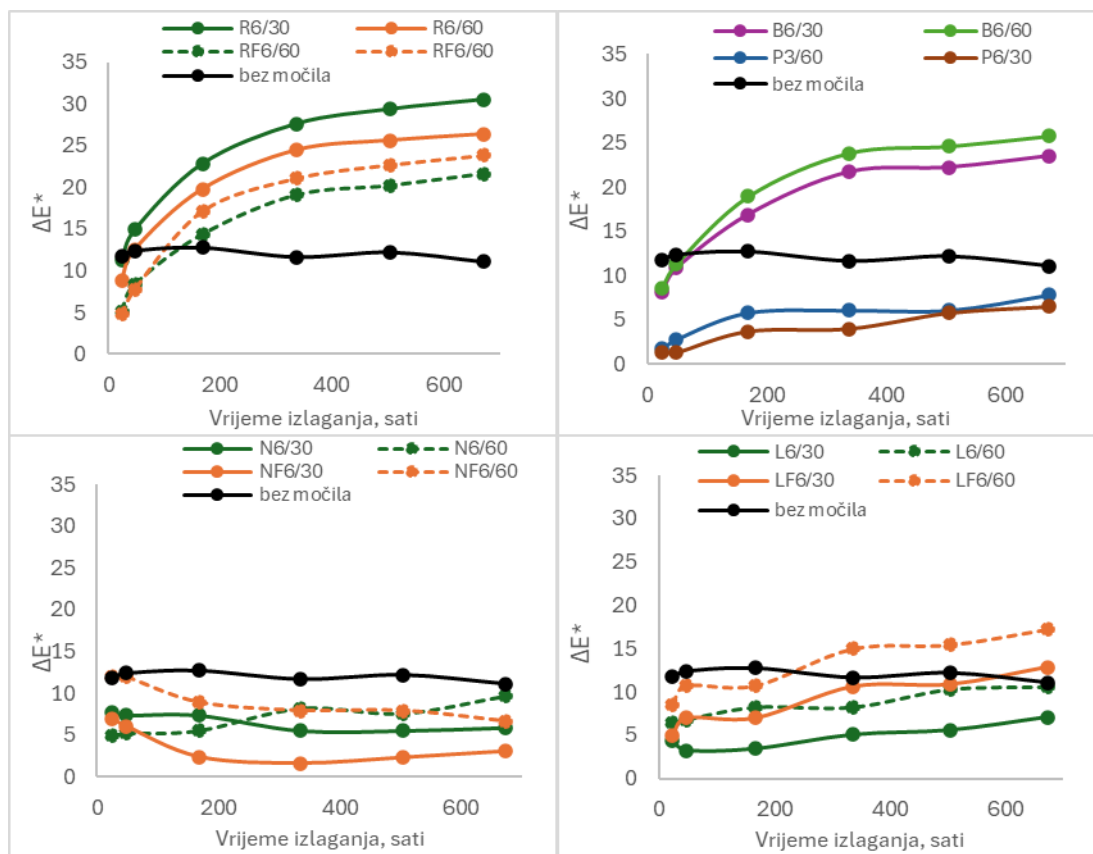 R6/30 R6/60
RF6/60 RF6/60
bez močila
35
30
25
20
15
10
5
0
ΔE*
0 200 400 600
Vrijeme izlaganja, sati
B6/30 B6/60
P3/60 P6/30
bez močila
35
30
25
20
15
10
5
0
ΔE*
0 200 400 600
Vrijeme izlaganja, sati
N6/30 N6/60
NF6/30 NF6/60
bez močila
35
30
25
20
15
10
5
0
ΔE*
0 200 400 600
Vrijeme izlaganja, sati
L6/30 L6/60
LF6/30 LF6/60
bez močila
35
30
25
20
15
10
5
0
ΔE*
0 200 400 600
Vrijeme izlaganja, sati